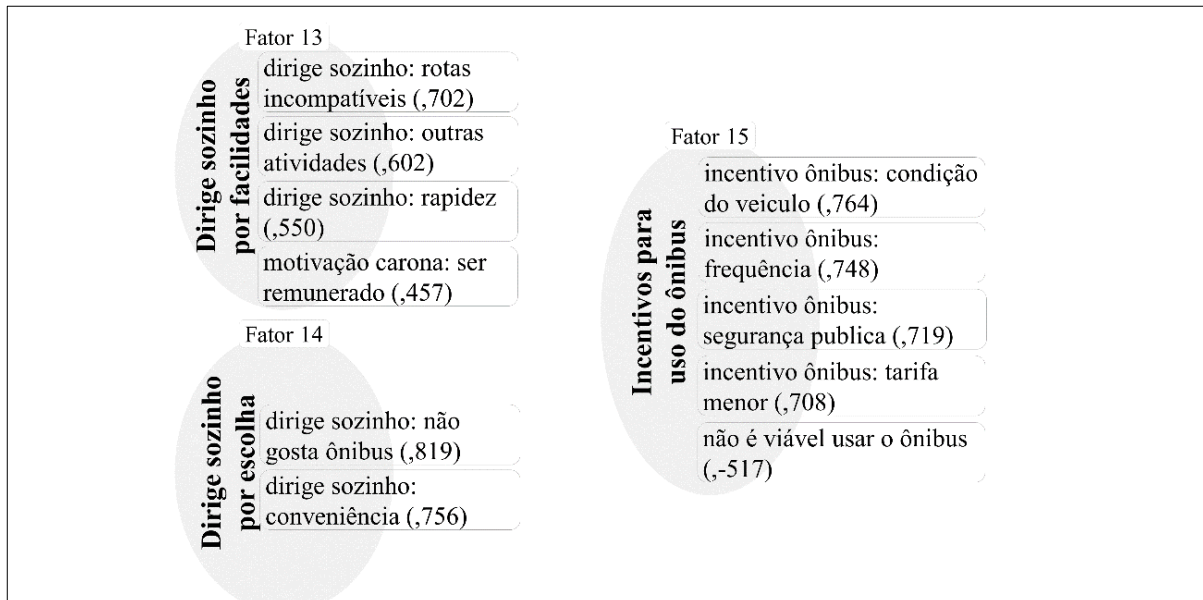 Fator 13
Dirige sozinho
por facilidades
dirige sozinho: rotas
incompatíveis (,702)
dirige sozinho: outras
atividades (,602)
dirige sozinho: rapidez
(,550)
motivação carona: ser
remunerado (,457)
Fator 14
Dirige sozinho
por escolha
dirige sozinho: não
gosta ônibus (,819)
dirige sozinho:
conveniência (,756)
Fator 15
Incentivos para
uso do ônibus
incentivo ônibus: condição
do veiculo (,764)
incentivo ônibus:
frequência (,748)
incentivo ônibus:
segurança publica (,719)
incentivo ônibus: tarifa
menor (,708)
não é viável usar o ônibus
(,-517)